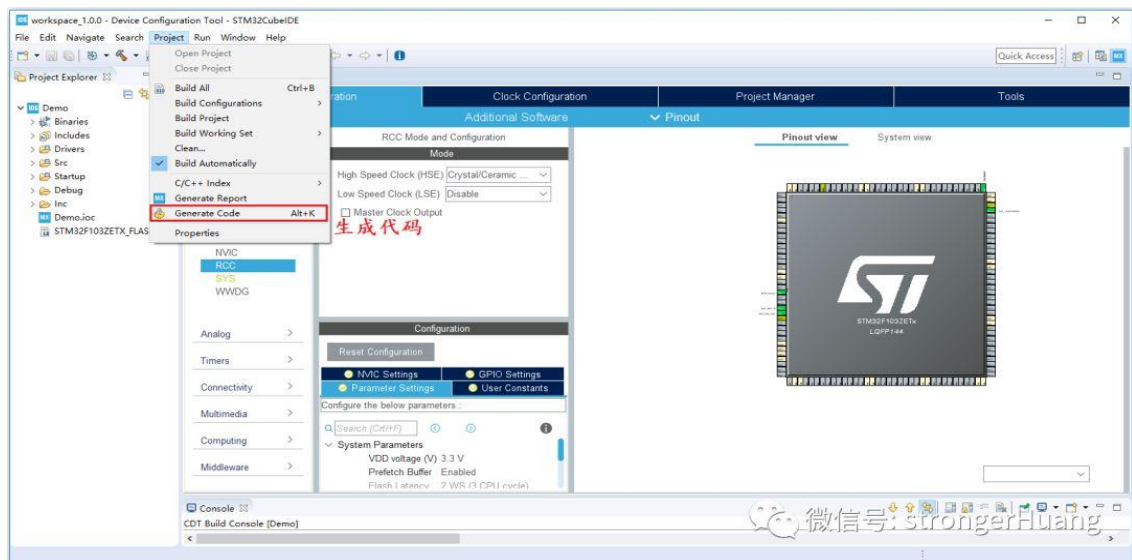 workspace_1.0.0 - Device Configuration Tool - STM32CubeIDE
File Edit Navigate Search Project Run Window Help
Quick Access
Project Explorer
Demo
Binaries
Includes
Drivers
Src
Startup
Debug
Inc
Demo.ioc
STM32F103ZETX_FLAS
Open Project
Close Project
Build All Ctrl+B
Build Configurations
Build Project
Build Working Set
Clean...
Build Automatically
C/C++ Index
Generate Report
Generate Code Alt+K
Properties
生成代码
ration Clock Configuration Project Manager Tools
Additional Software Pinout
RCC Mode and Configuration
Mode
High Speed Clock (HSE) Crystal/Ceramic ...
Low Speed Clock (LSE) Disable
Master Clock Output
NVIC
RCC
SYS
WWDG
Analog
Timers
Connectivity
Multimedia
Computing
Middleware
Configuration
Reset Configuration
NVIC Settings GPIO Settings
Parameter Settings User Constants
Configure the below parameters :
Search (Crtl+F)
System Parameters
VDD voltage (V) 3.3 V
Prefetch Buffer Enabled
Flash Latency 2 WS (3 CPU cycle)
Pinout view System view
STM32F103ZETx
LQFP144
Console
CDT Build Console [Demo]
微信号: strongerHuang